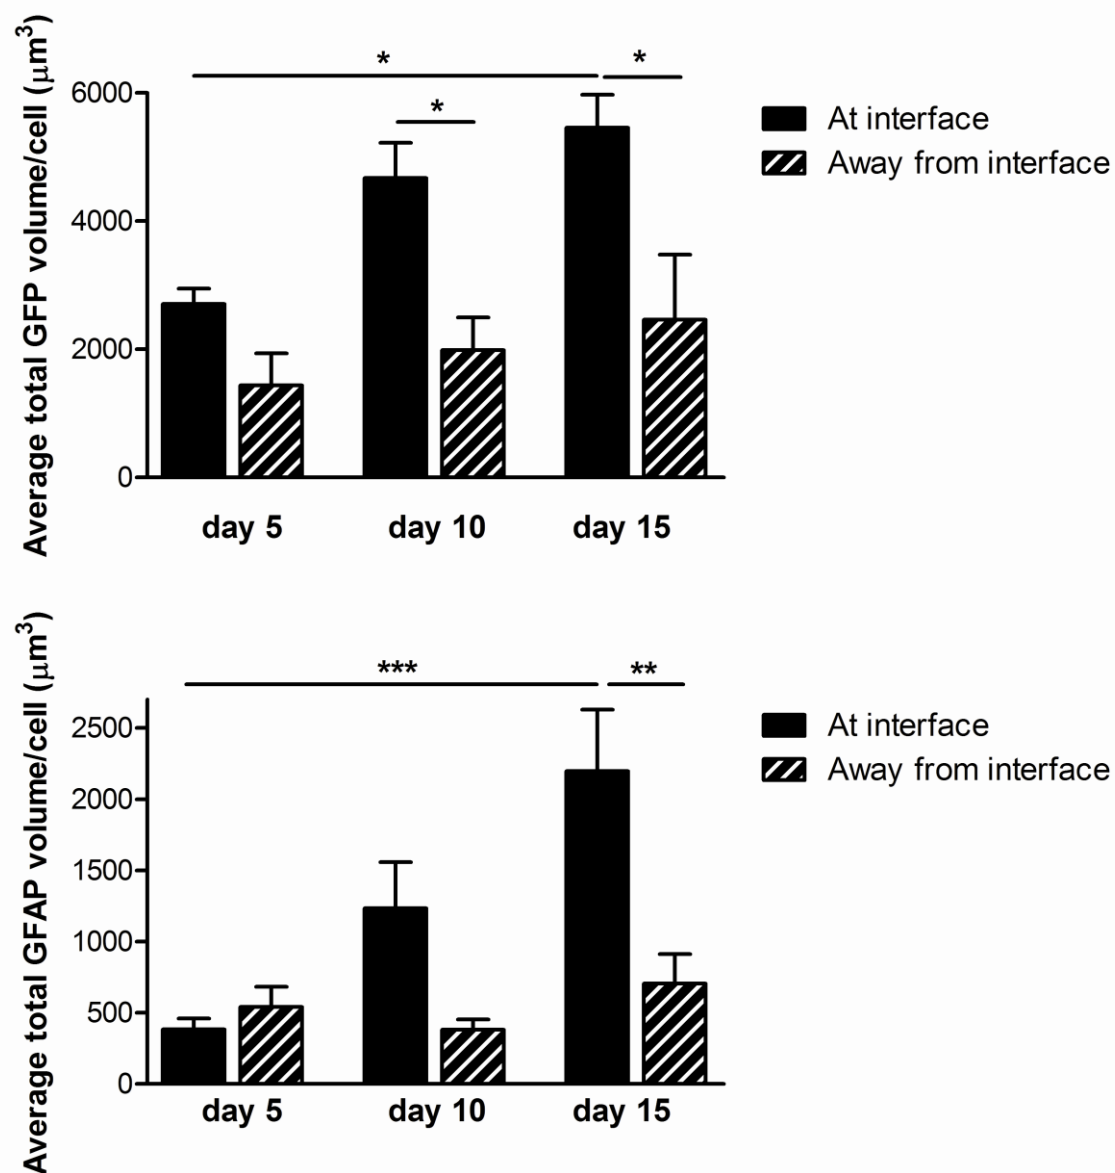 Average total GFP volume/cell (μm³)
6000
4000
2000
0
*
*
*
At interface
Away from interface
day 5
day 10
day 15
Average total GFAP volume/cell (μm³)
2500
2000
1500
1000
500
0
***
**
At interface
Away from interface
day 5
day 10
day 15